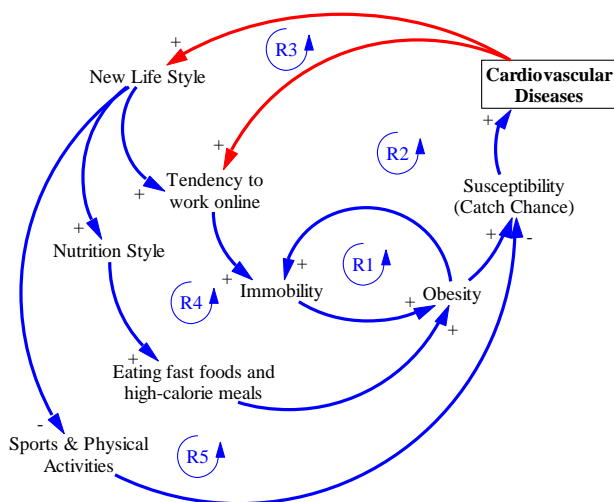 +
R3
New Life Style
Cardiovascular
Diseases
+
R2
+
+
Tendency to
work online
Susceptibility
(Catch Chance)
+
Nutrition Style
+
-
+
+
R1
R4
Immobility
+
Obesity
+
+
Eating fast foods and
high-calorie meals
-
Sports & Physical
Activities
R5